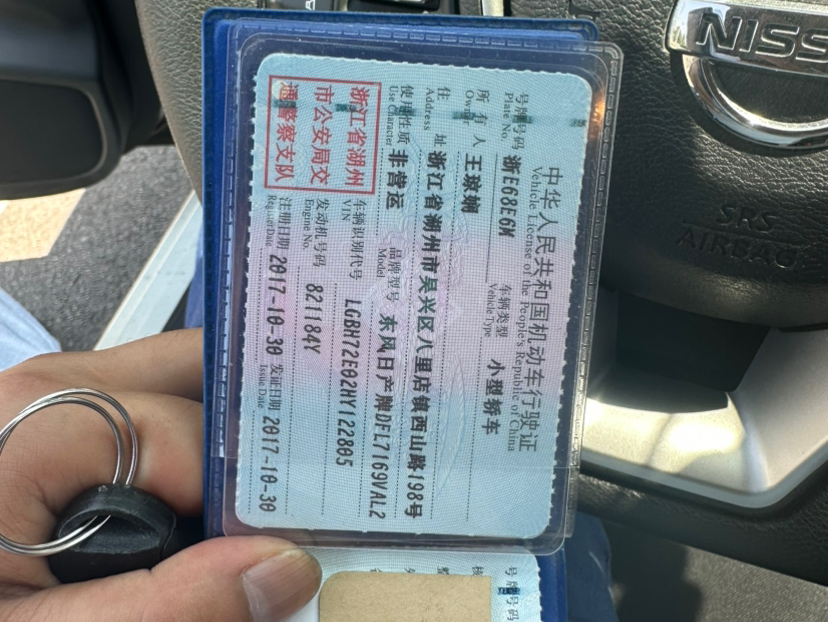 中华人民共和国机动车行驶证
Vehicle License of the People's Republic of China
号牌号码 浙E68E6M 车辆类型 小型轿车
Plate No. Vehicle Type
所有人 王琼娴
Owner
住址 浙江省湖州市吴兴区八里店镇西山路198号
Address
使用性质 非营运 品牌型号 东风日产牌DFL7169VAL2
Use Character Model
浙江省湖州
市公安局交
通警察支队
车辆识别代号 LGBH72E02HY122805
VIN
发动机号码 821184Y
Engine No.
注册日期 2017-10-30 发证日期 2017-10-30
Register Date Issue Date
号牌号码
NISS
SRS
AIRBAG